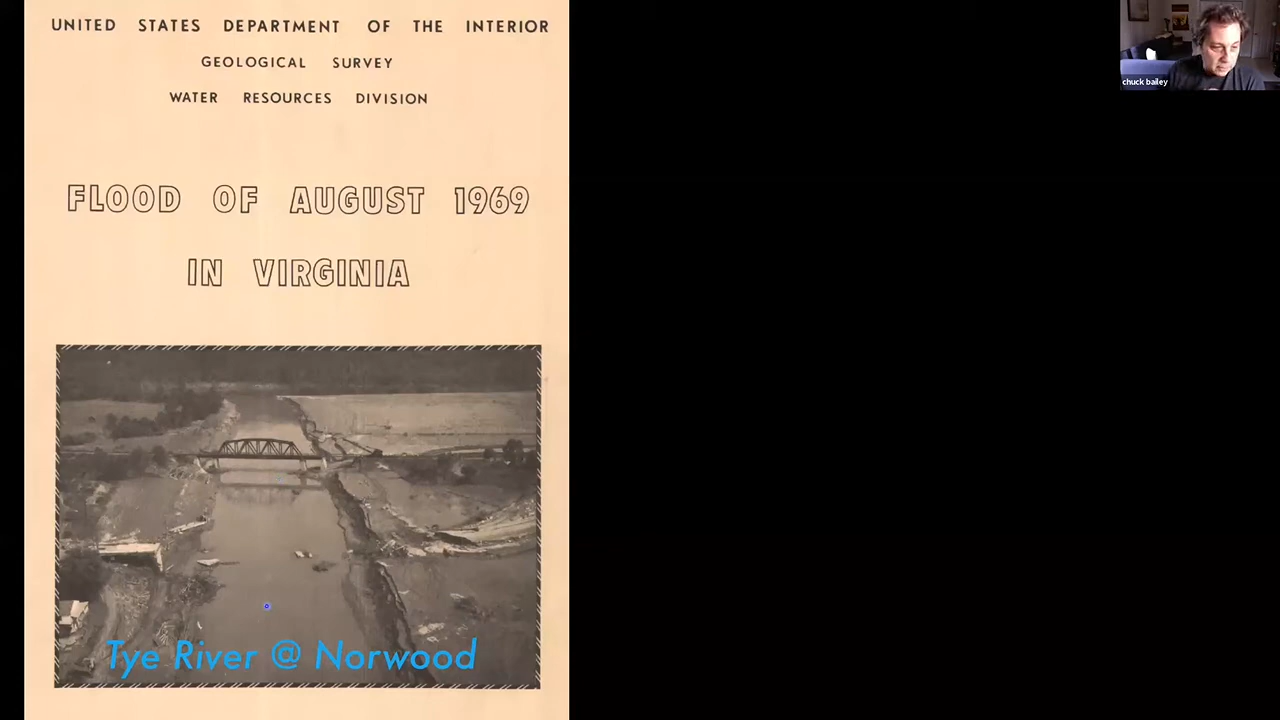 UNITED STATES DEPARTMENT OF THE INTERIOR
GEOLOGICAL SURVEY
WATER RESOURCES DIVISION
FLOOD OF AUGUST 1969
IN VIRGINIA
Tye River @ Norwood
chuck bailey